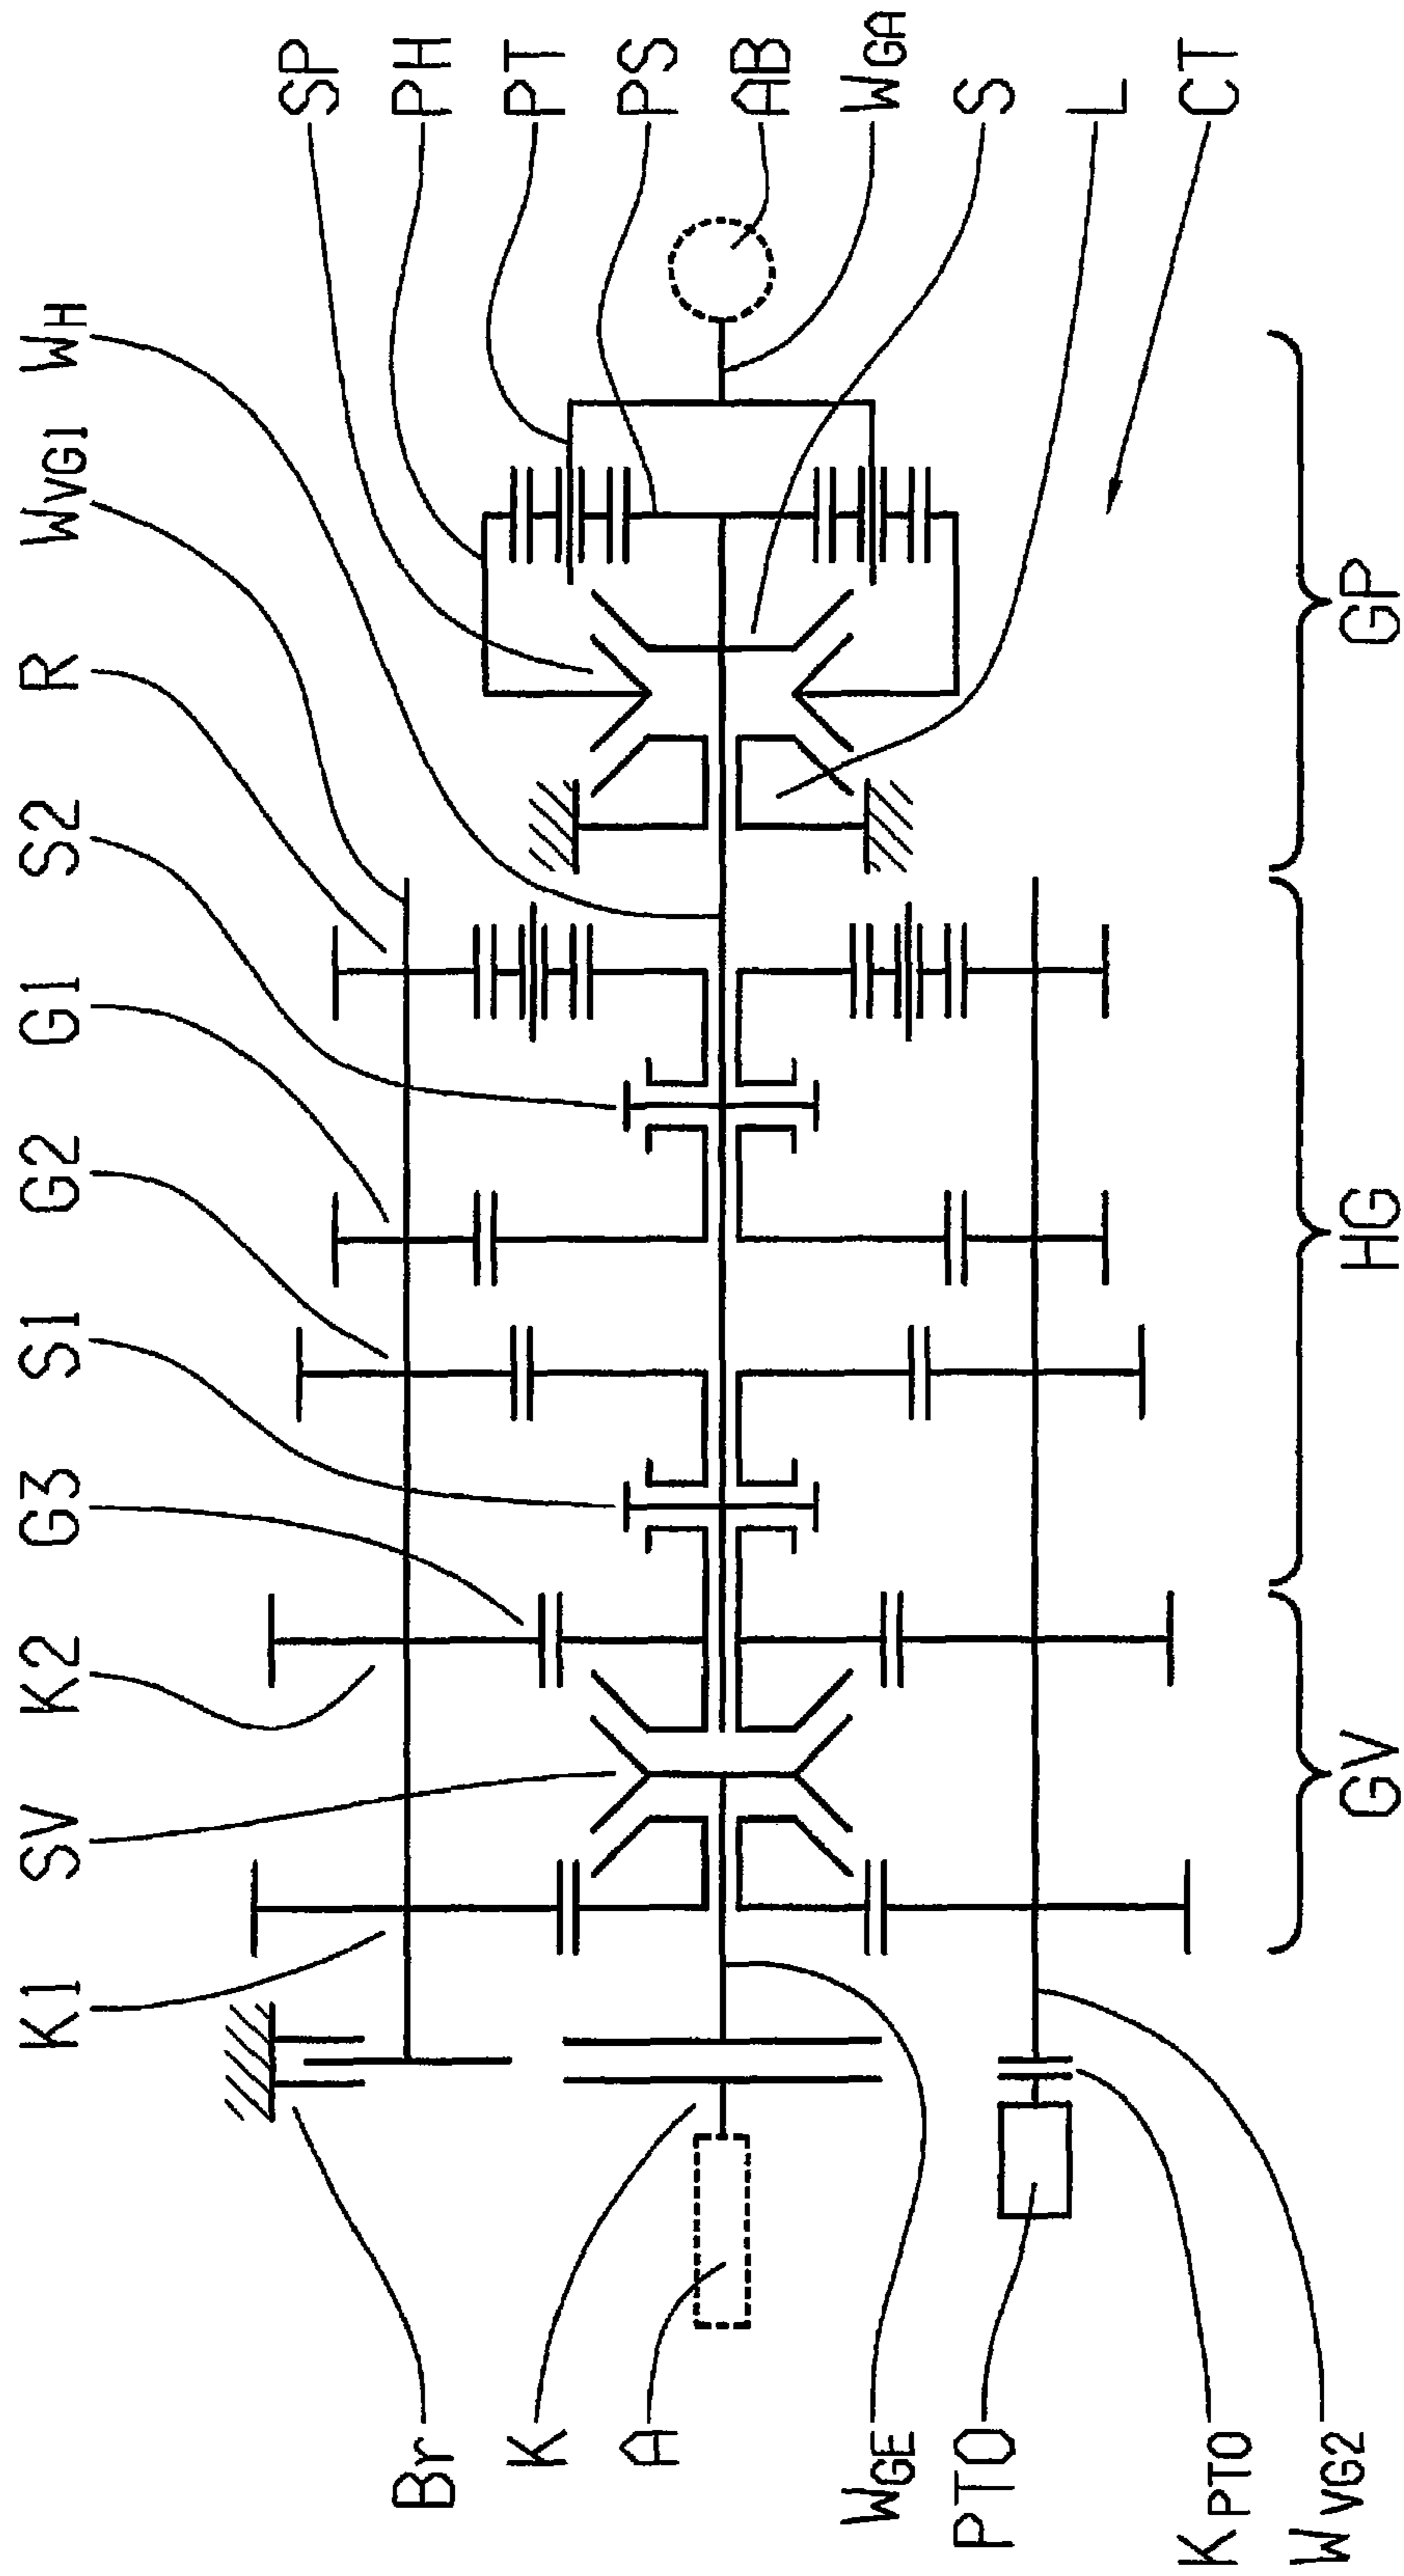 K1 SV K2 G3 S1 G2 G1 S2 R WVG1 WH
SP
PH
PT
PS
AB
WGA
S
L
CT
Br
K
A
WGE
PTO
KPTO
WVG2
GV HG GP